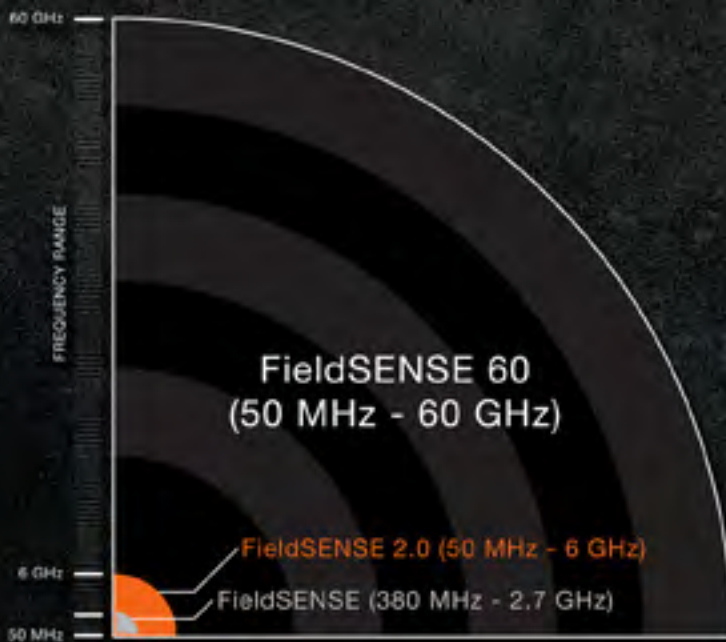 60 GHz
FREQUENCY RANGE
FieldSENSE 60
(50 MHz - 60 GHz)
FieldSENSE 2.0 (50 MHz - 6 GHz)
6 GHz
FieldSENSE (380 MHz - 2.7 GHz)
50 MHz